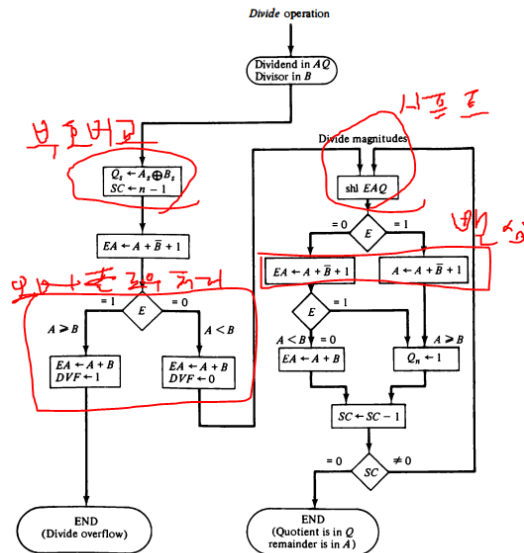 Divide operation
Dividend in AQ
Divisor in B
부호비교
Qs ← As ⊕ Bs
SC ← n − 1
EA ← A + B̅ + 1
E
= 1
= 0
A ≥ B
A < B
EA ← A + B
DVF ← 1
EA ← A + B
DVF ← 0
END
(Divide overflow)
시프트
Divide magnitudes
shl EAQ
= 0
E
= 1
뺄셈
EA ← A + B̅ + 1
A ← A + B̅ + 1
E
= 1
A < B
= 0
A ≥ B
EA ← A + B
Qn ← 1
SC ← SC − 1
= 0
≠ 0
SC
END
(Quotient is in Q
remainder is in A)